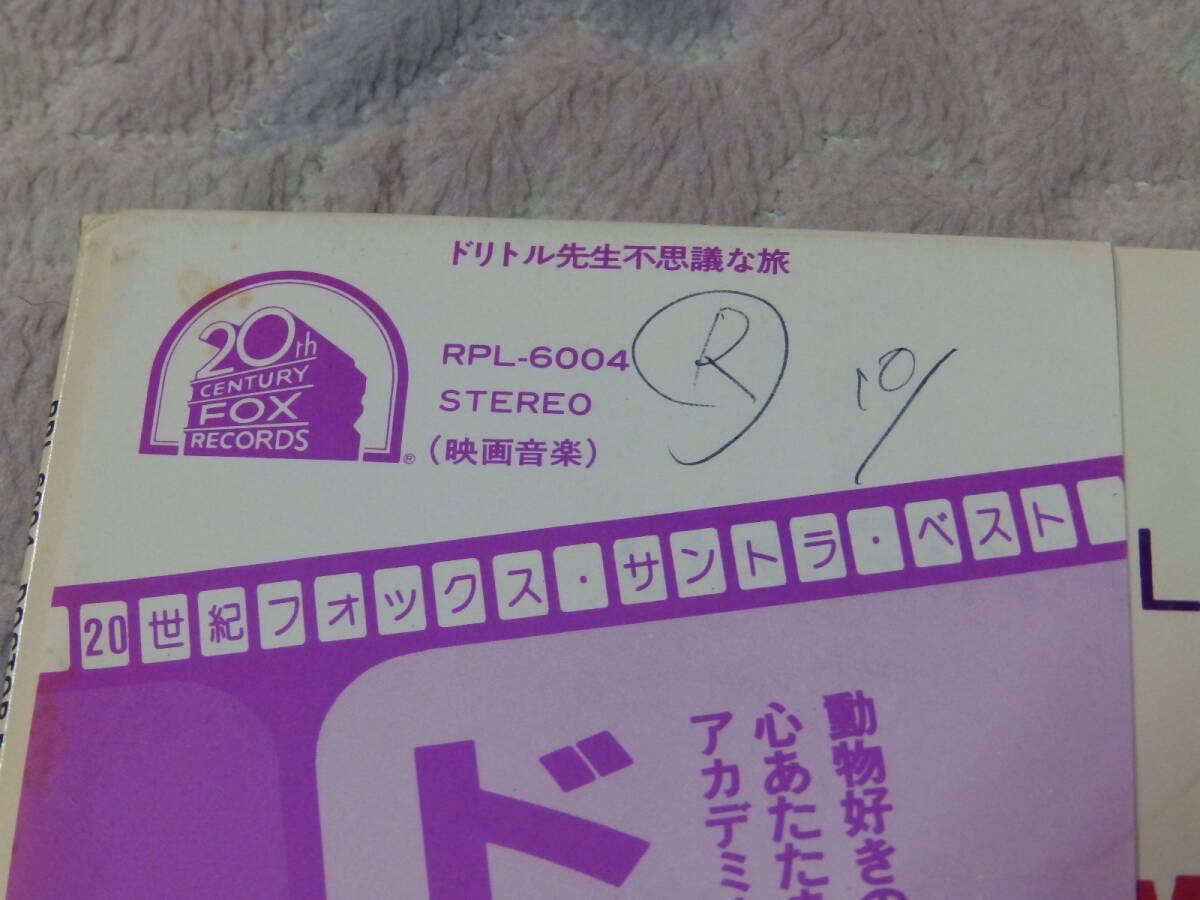 ドリトル先生不思議な旅
20th
CENTURY
FOX
RECORDS
®
RPL-6004
STEREO
(映画音楽)
R
10/
20世紀フォックス・サントラ・ベスト
ド
動物好きの
心あたた
アカデミ
L